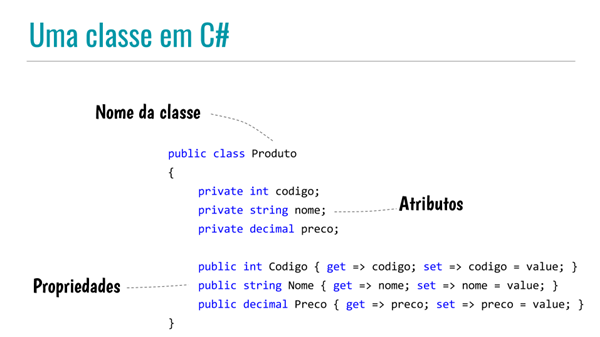 Uma classe em C#
Nome da classe
public class Produto
{
private int codigo;
private string nome;
Atributos
private decimal preco;
public int Codigo { get => codigo; set => codigo = value; }
Propriedades
public string Nome { get => nome; set => nome = value; }
public decimal Preco { get => preco; set => preco = value; }
}